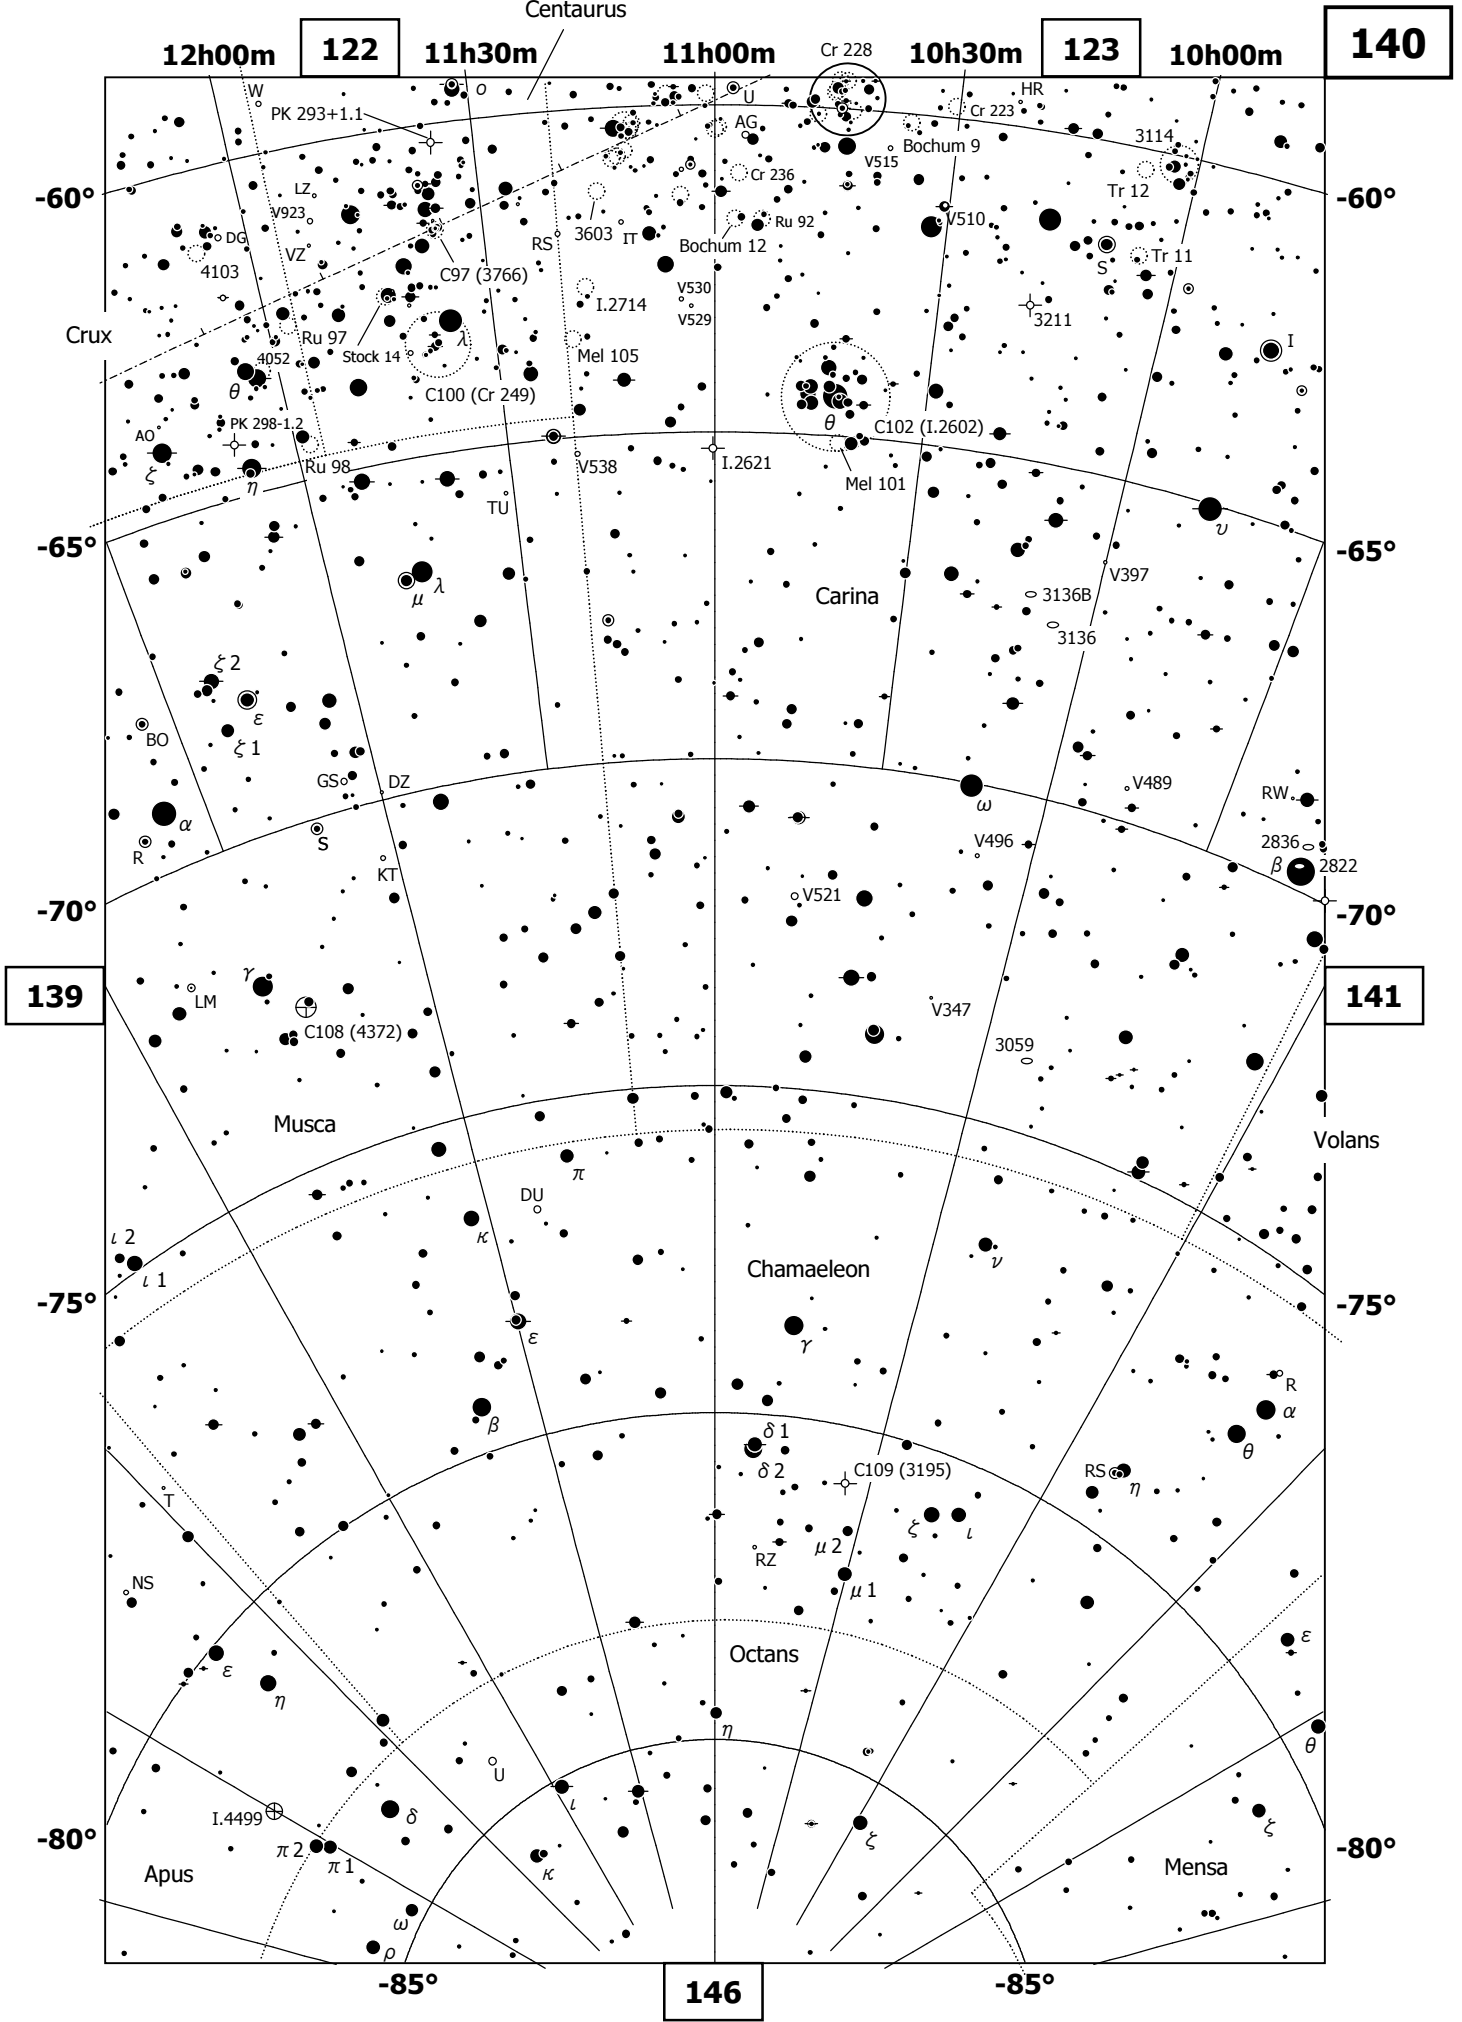 Centaurus
140
12h00m
122
11h30m
11h00m
Cr 228
10h30m
123
10h00m
W
o
U
HR
PK 293+1.1
AG
Cr 223
Bochum 9
3114
V515
Cr 236
Tr 12
-60°
LZ
-60°
V923
DG
VZ
RS
3603
IT
Ru 92
V510
Bochum 12
S
Tr 11
4103
C97 (3766)
V530
I.2714
V529
3211
Crux
Ru 97
Stock 14
λ
Mel 105
I
4052
θ
C100 (Cr 249)
θ
C102 (I.2602)
AO
PK 298-1.2
ζ
Ru 98
V538
I.2621
Mel 101
η
TU
υ
-65°
-65°
μ
λ
Carina
V397
3136B
3136
ζ 2
ε
BO
ζ 1
GS
DZ
V489
RW
ω
α
S
R
V496
2836
β
2822
KT
V521
-70°
-70°
139
γ
LM
C108 (4372)
V347
141
3059
Musca
Volans
π
DU
κ
ι 2
ι 1
ν
Chamaeleon
-75°
-75°
ε
γ
R
α
β
δ 1
θ
δ 2
C109 (3195)
RS
η
T
ζ
ι
μ 2
RZ
μ 1
NS
ε
ε
Octans
η
η
θ
U
ι
I.4499
δ
ζ
ζ
-80°
-80°
π 2
π 1
Apus
κ
Mensa
ω
ρ
-85°
146
-85°